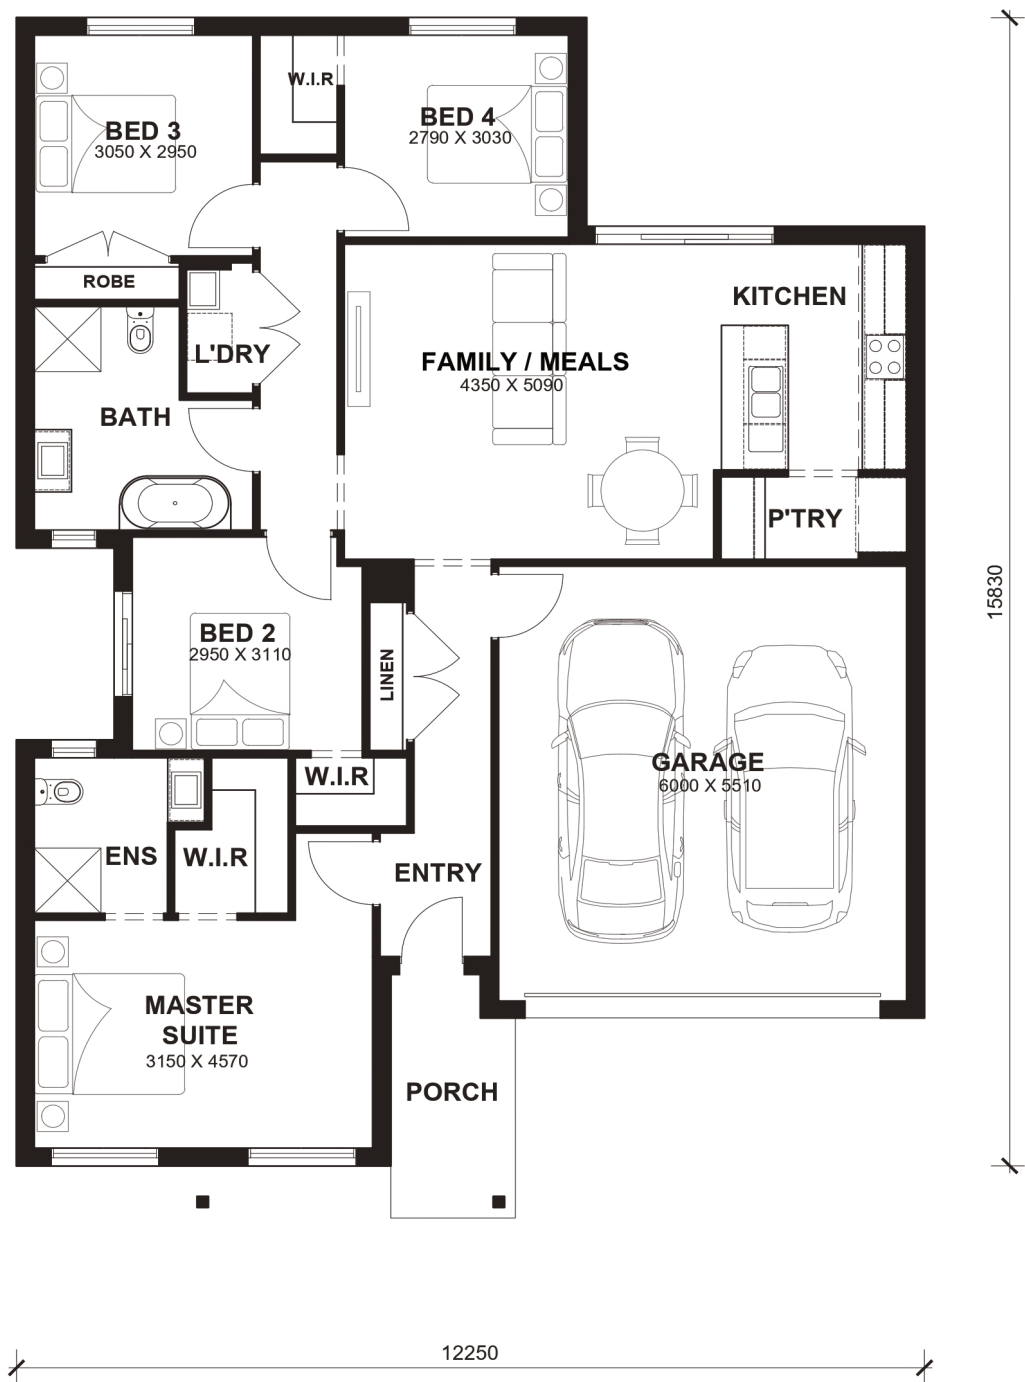 W.I.R
BED 3
3050 X 2950
BED 4
2790 X 3030
ROBE
KITCHEN
L'DRY
FAMILY / MEALS
4350 X 5090
BATH
P'TRY
15830
BED 2
2950 X 3110
LINEN
W.I.R
GARAGE
6000 X 5510
ENS
W.I.R
ENTRY
MASTER
SUITE
3150 X 4570
PORCH
12250